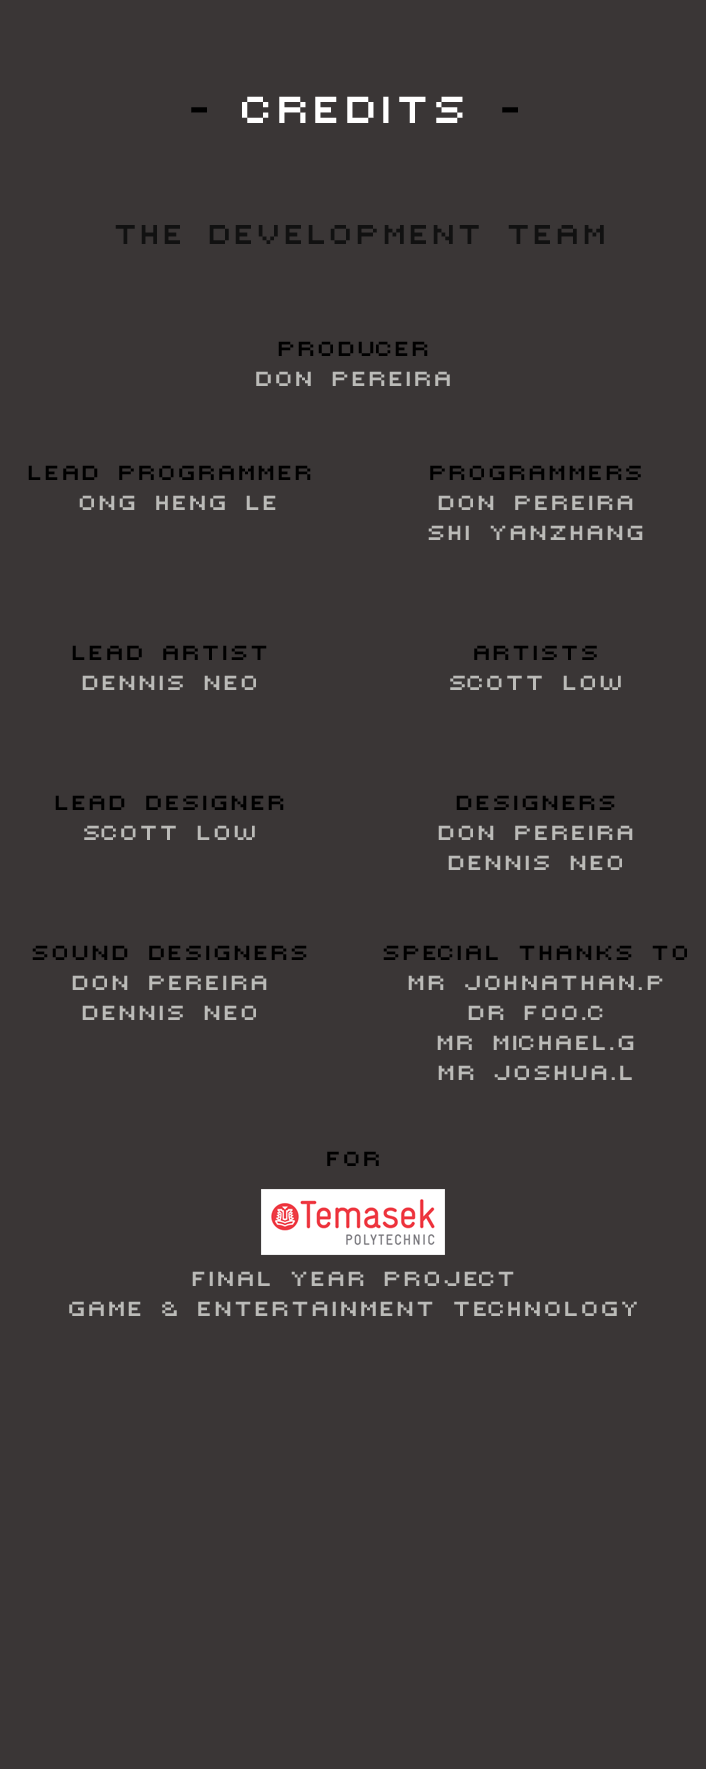 - CREDITS -
THE DEVELOPMENT TEAM
PRODUCER
DON PEREIRA
LEAD PROGRAMMER
ONG HENG LE
PROGRAMMERS
DON PEREIRA
SHI YANZHANG
LEAD ARTIST
DENNIS NEO
ARTISTS
SCOTT LOW
LEAD DESIGNER
SCOTT LOW
DESIGNERS
DON PEREIRA
DENNIS NEO
SOUND DESIGNERS
DON PEREIRA
DENNIS NEO
SPECIAL THANKS TO
MR JOHNATHAN.P
DR FOO.C
MR MICHAEL.G
MR JOSHUA.L
FOR
Temasek
POLYTECHNIC
FINAL YEAR PROJECT
GAME & ENTERTAINMENT TECHNOLOGY